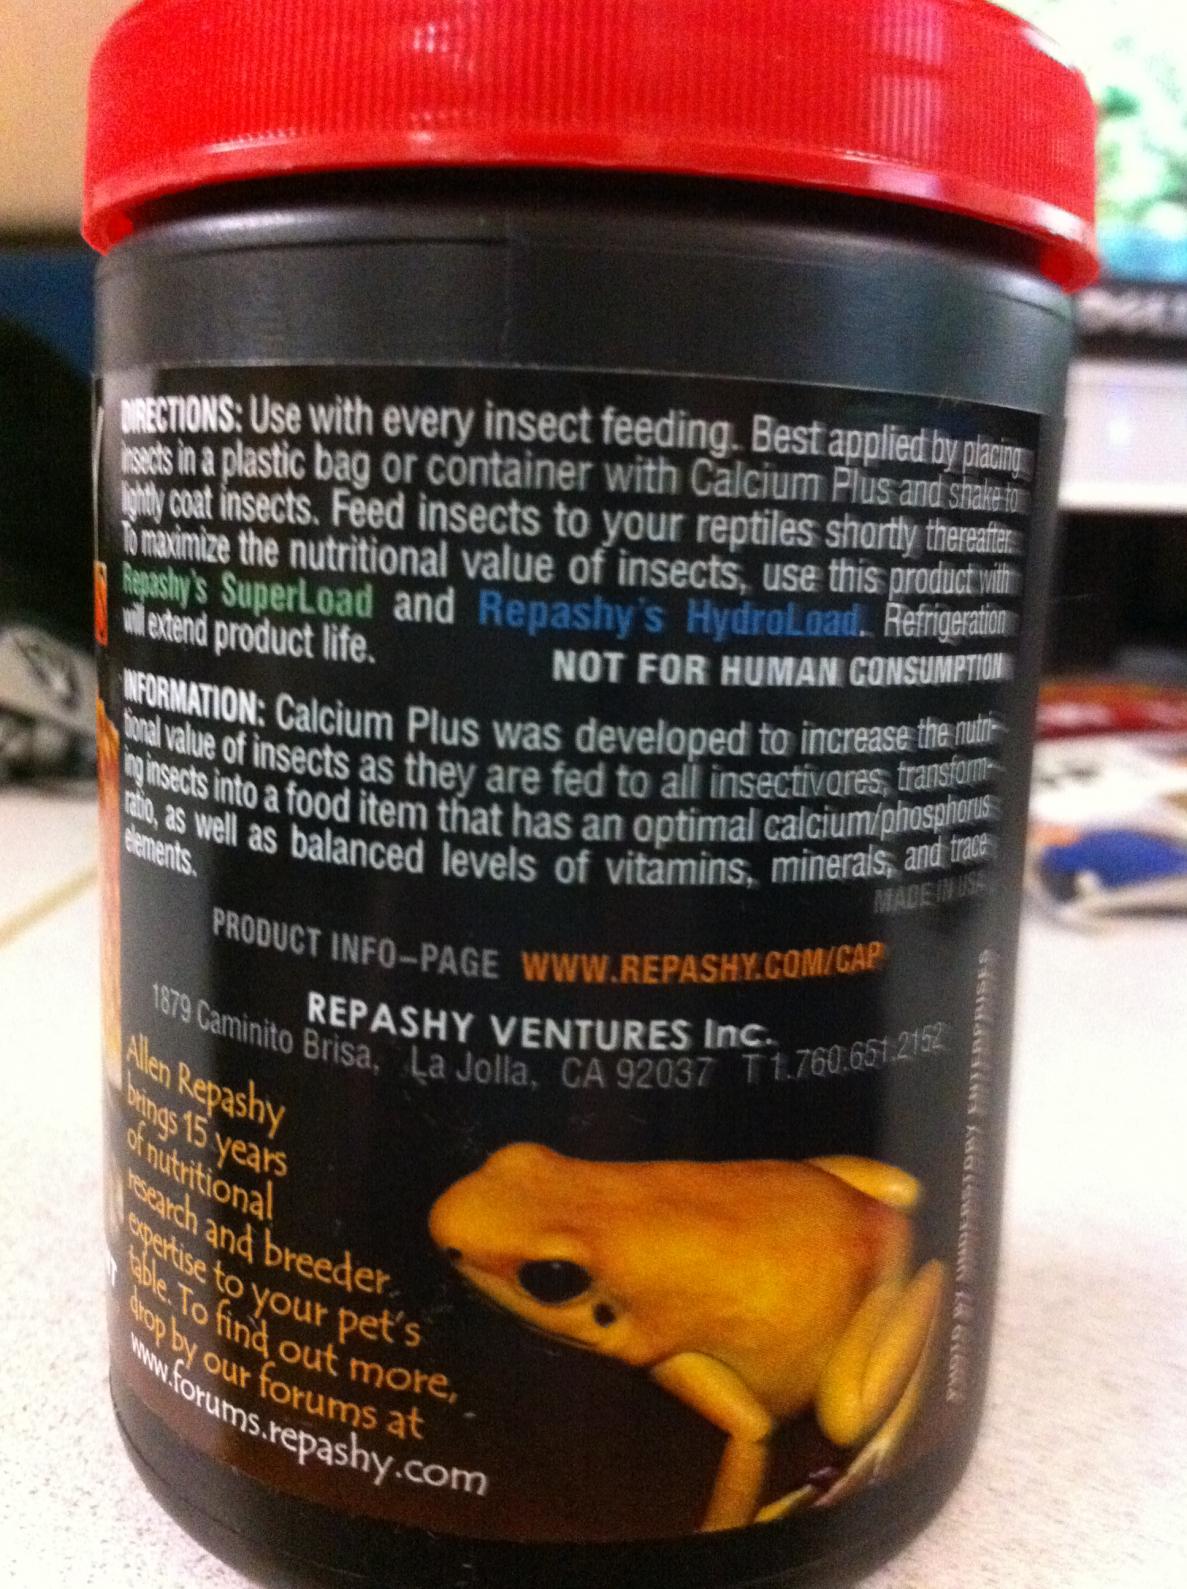 DIRECTIONS: Use with every insect feeding. Best applied by placing
insects in a plastic bag or container with Calcium Plus and shake to
lightly coat insects. Feed insects to your reptiles shortly thereafter.
To maximize the nutritional value of insects, use this product with
Repashy's SuperLoad and Repashy's HydroLoad. Refrigeration
will extend product life.
NOT FOR HUMAN CONSUMPTION
INFORMATION: Calcium Plus was developed to increase the nutri-
tional value of insects as they are fed to all insectivores, transform-
ing insects into a food item that has an optimal calcium/phosphorus
ratio, as well as balanced levels of vitamins, minerals, and trace
elements.
MADE IN USA
PRODUCT INFO-PAGE WWW.REPASHY.COM/CAP
REPASHY VENTURES Inc.
1879 Caminito Brisa, La Jolla, CA 92037 T 1.760.651.2152
Allen Repashy
brings 15 years
of nutritional
research and breeder
expertise to your pet's
table. To find out more,
drop by our forums at
www.forums.repashy.com